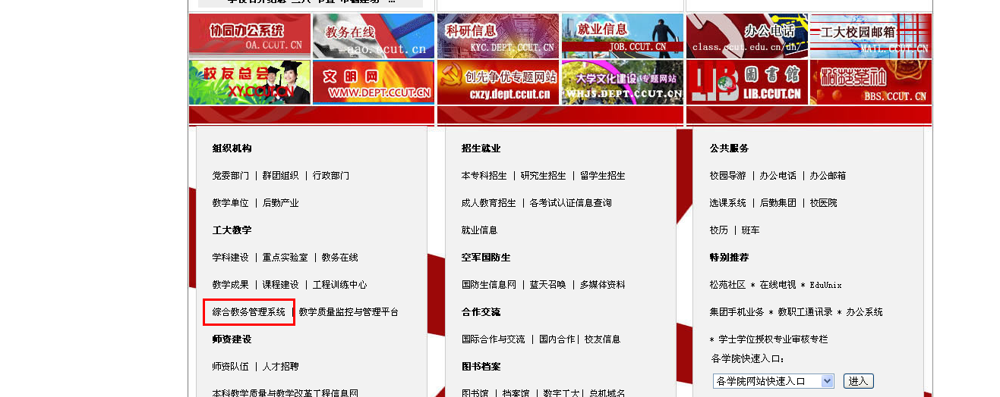 协同办公系统
OA.CCUT.CN
教务在线
aao.ccut.cn
科研信息
KYC.DEPT.CCUT.CN
就业信息
JOB.CCUT.CN
办公电话
class.ccut.edu.cn/dh/
工大校园邮箱
MAIL.CCUT.CN
校友总会
XY.CCUT.CN
文明网
WMW.DEPT.CCUT.CN
创先争优专题网站
cxzy.dept.ccut.cn
大学文化建设专题网站
WHJS.DEPT.CCUT.CN
LIB
圖書館
LIB.CCUT.CN
BBS.CCUT.CN
组织机构
党委部门 | 群团组织 | 行政部门
教学单位 | 后勤产业
工大教学
学科建设 | 重点实验室 | 教务在线
教学成果 | 课程建设 | 工程训练中心
综合教务管理系统 | 教学质量监控与管理平台
师资建设
师资队伍 | 人才招聘
本科教学质量与教学改革工程信息网
招生就业
本专科招生 | 研究生招生 | 留学生招生
成人教育招生 | 各考试认证信息查询
就业信息
空军国防生
国防生信息网 | 蓝天召唤 | 多媒体资料
合作交流
国际合作与交流 | 国内合作| 校友信息
图书档案
图书馆 | 档案馆 | 数字工大| 总机域名
公共服务
校园导游 | 办公电话 | 办公邮箱
选课系统 | 后勤集团 | 校医院
校历 | 班车
特别推荐
松苑社区 * 在线电视 * EduUnix
集团手机业务 * 教职工通讯录 * 办公系统
* 学士学位授权专业审核专栏
各学院快速入口:
各学院网站快速入口
进入